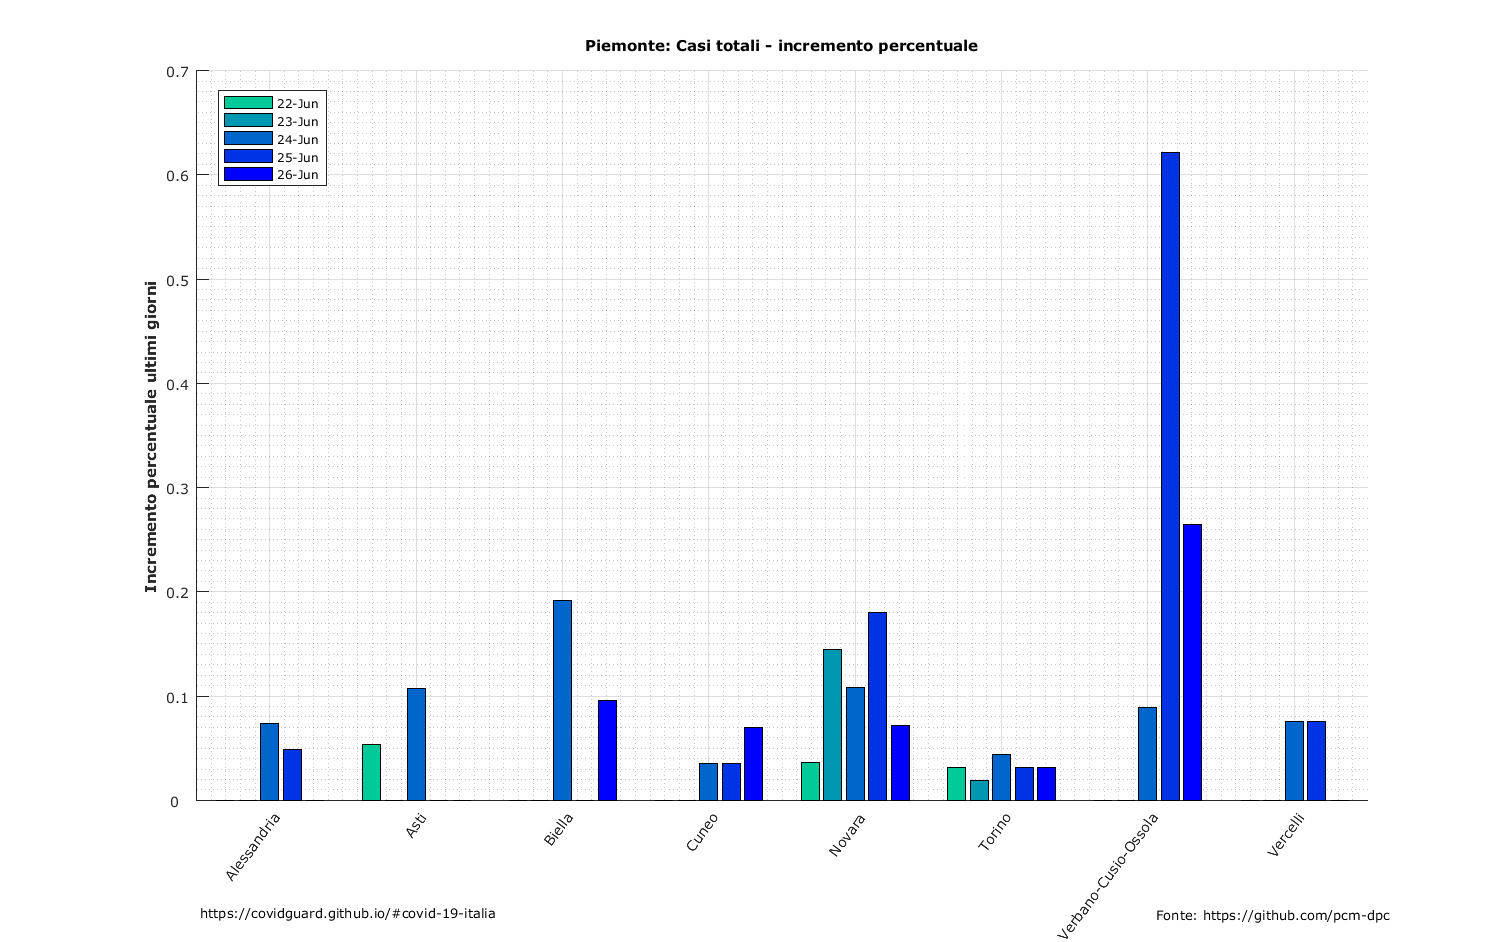 Piemonte: Casi totali - incremento percentuale
0.7
0.6
0.5
0.4
0.3
0.2
0.1
0
Incremento percentuale ultimi giorni
22-Jun
23-Jun
24-Jun
25-Jun
26-Jun
Alessandria
Asti
Biella
Cuneo
Novara
Torino
Verbano-Cusio-Ossola
Vercelli
https://covidguard.github.io/#covid-19-italia
Fonte: https://github.com/pcm-dpc